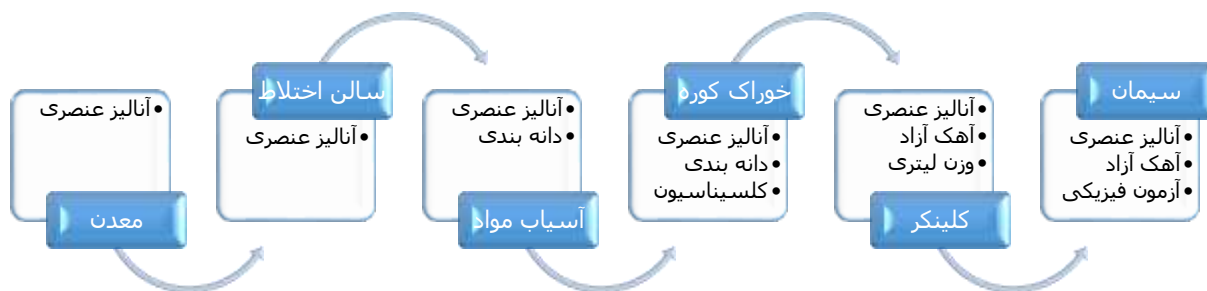 آنالیز عنصری
معدن
سالن اختلاط
آنالیز عنصری
آنالیز عنصری
دانه بندی
آسیاب مواد
خوراک کوره
آنالیز عنصری
دانه بندی
کلسیناسیون
آنالیز عنصری
آهک آزاد
وزن لیتری
کلینکر
سیمان
آنالیز عنصری
آهک آزاد
آزمون فیزیکی